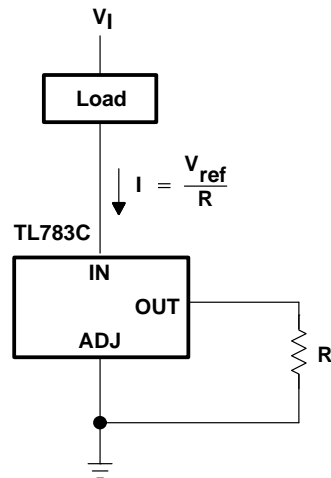 VI
Load
I = Vref
R
TL783C
IN
OUT
ADJ
R